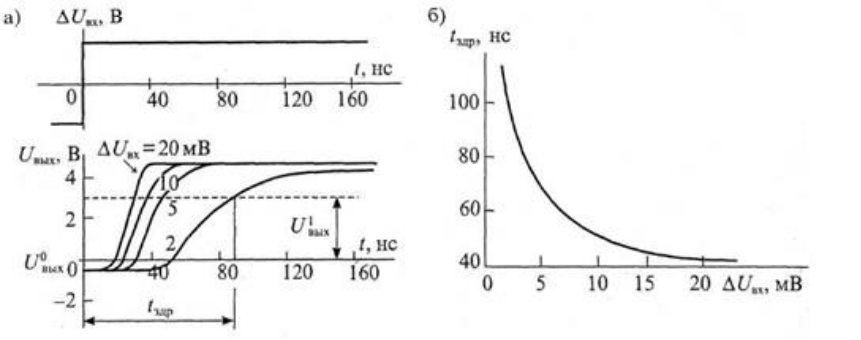 а)
ΔUвх, В
t, нс
0 40 80 120 160
Uвых, В
ΔUвх = 20 мВ
4
10
2
5
U¹вых
2
t, нс
U⁰вых 0
40 80 120 160
–2
tздр
б)
tздр, нс
100
80
60
40
0 5 10 15 20 ΔUвх, мВ